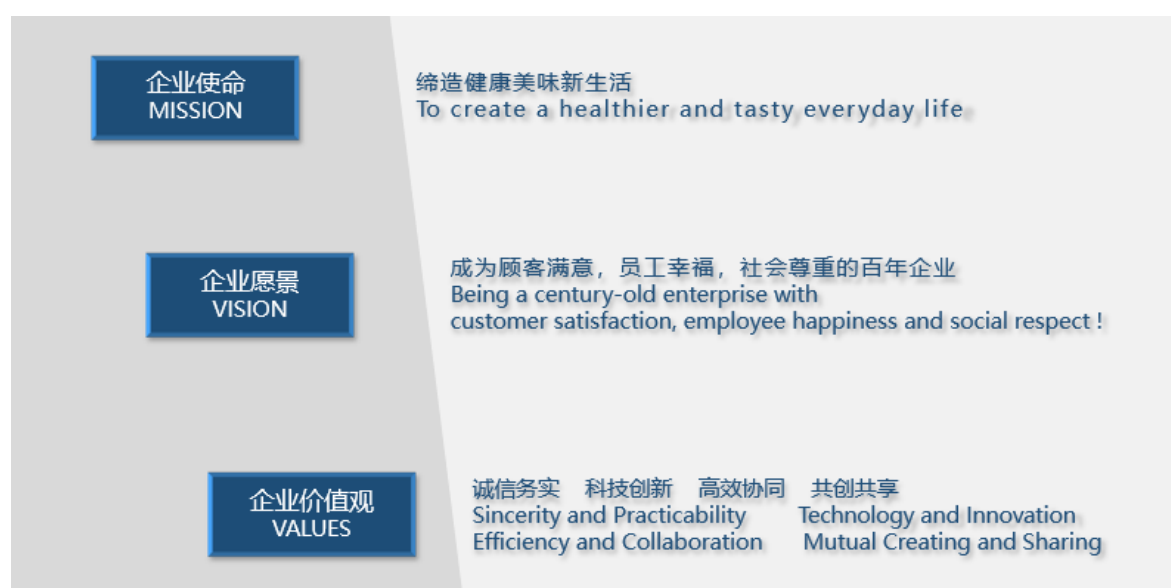 企业使命
MISSION
缔造健康美味新生活
To create a healthier and tasty everyday life
企业愿景
VISION
成为顾客满意，员工幸福，社会尊重的百年企业
Being a century-old enterprise with
customer satisfaction, employee happiness and social respect !
企业价值观
VALUES
诚信务实 科技创新 高效协同 共创共享
Sincerity and Practicability Technology and Innovation
Efficiency and Collaboration Mutual Creating and Sharing